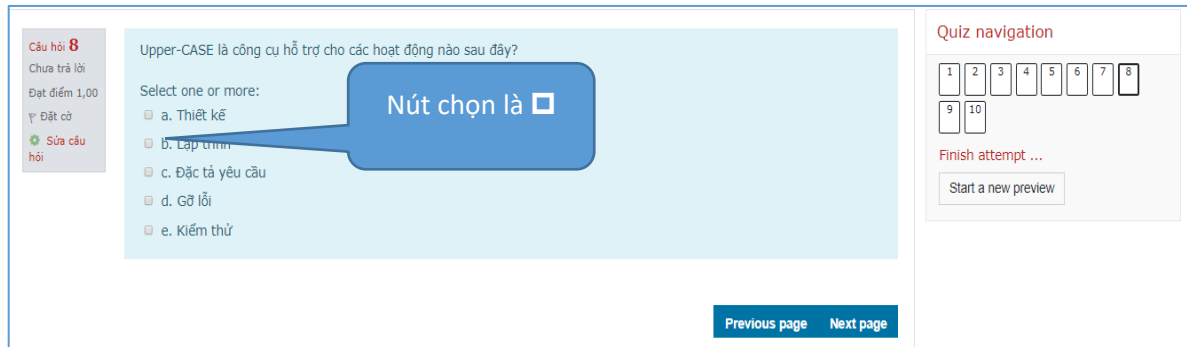 Câu hỏi 8
Chưa trả lời
Đạt điểm 1,00
Đặt cờ
Sửa câu
hỏi
Upper-CASE là công cụ hỗ trợ cho các hoạt động nào sau đây?
Select one or more:
a. Thiết kế
b. Lập trình
c. Đặc tả yêu cầu
d. Gỡ lỗi
e. Kiểm thử
Nút chọn là
Previous page Next page
Quiz navigation
1 2 3 4 5 6 7 8
9 10
Finish attempt ...
Start a new preview